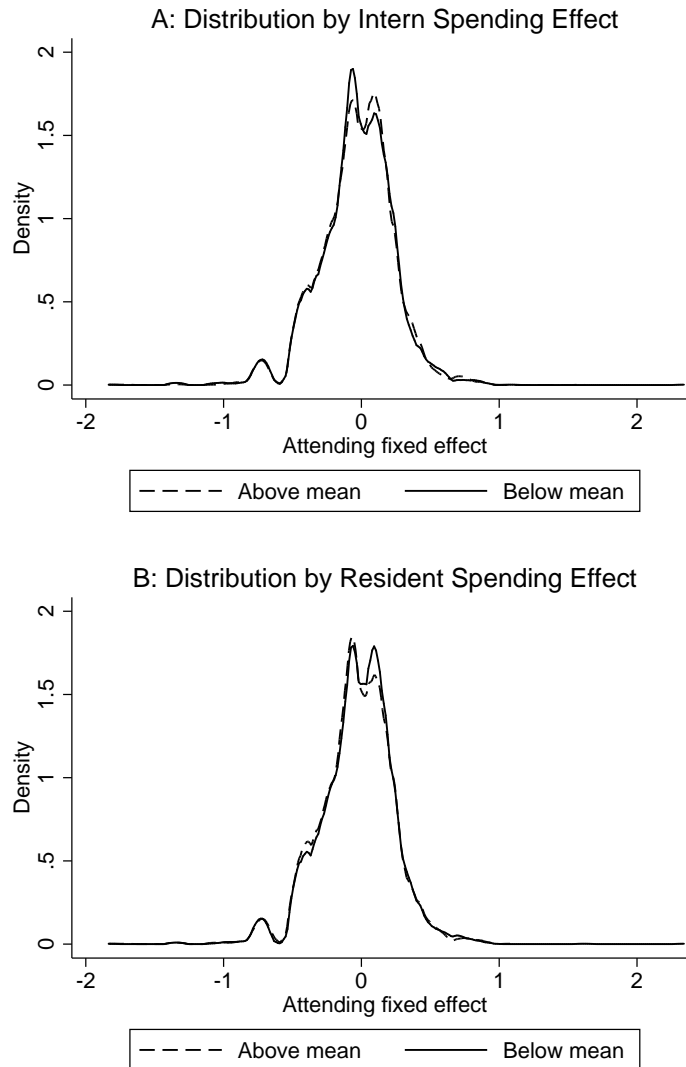 A: Distribution by Intern Spending Effect
2
1.5
1
.5
0
Density
-2 -1 0 1 2
Attending fixed effect
Above mean Below mean
B: Distribution by Resident Spending Effect
2
1.5
1
.5
0
Density
-2 -1 0 1 2
Attending fixed effect
Above mean Below mean